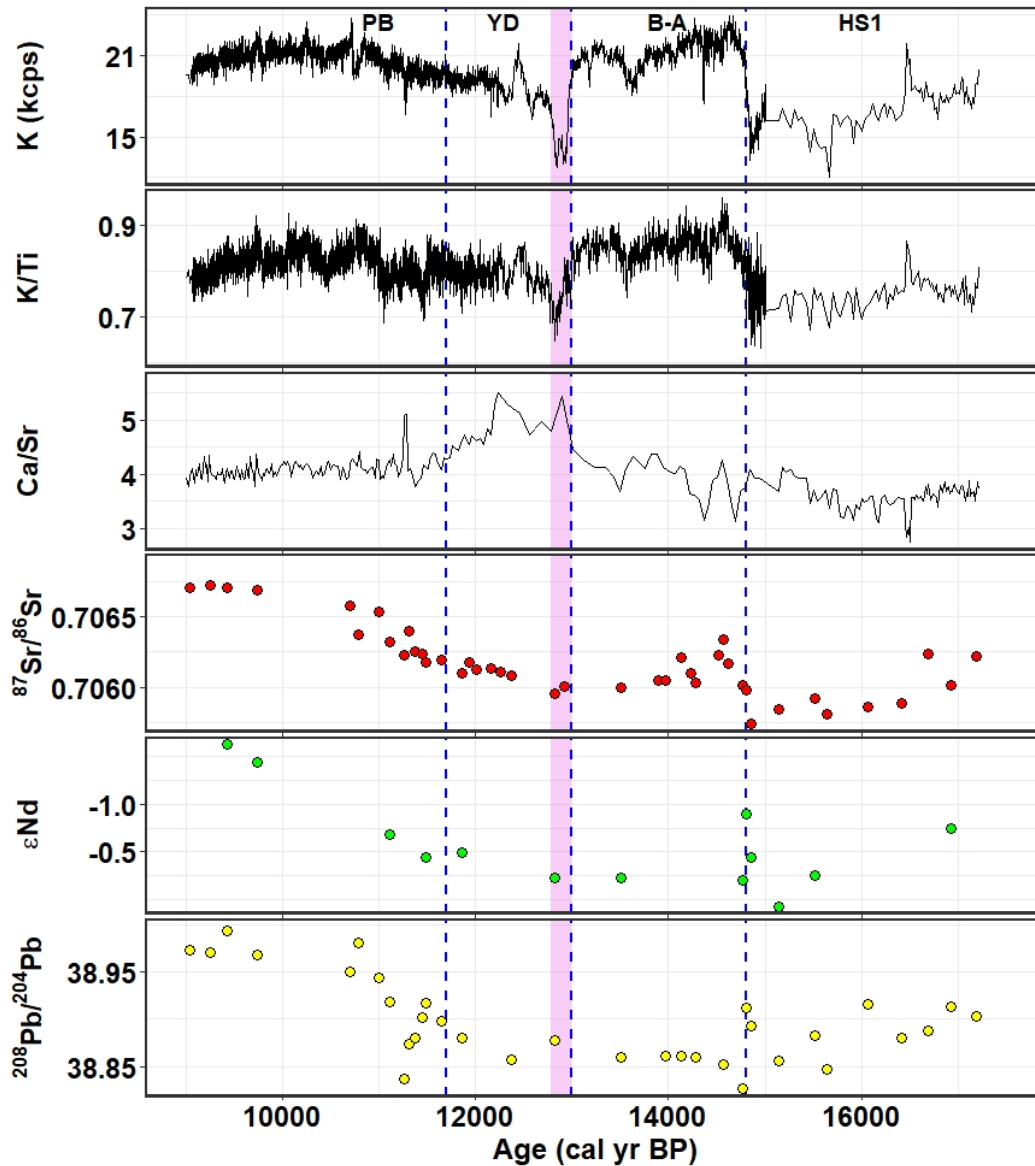 PB YD B-A HS1
K (kcps)
21
15
K/Ti
0.9
0.7
Ca/Sr
5
4
3
⁸⁷Sr/⁸⁶Sr
0.7065
0.7060
εNd
-1.0
-0.5
²⁰⁸Pb/²⁰⁴Pb
38.95
38.85
10000 12000 14000 16000
Age (cal yr BP)